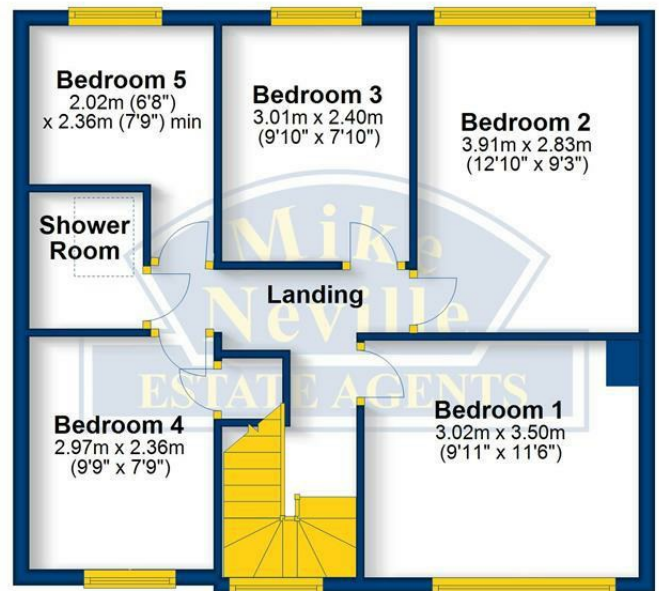 Bedroom 5
2.02m (6'8")
x 2.36m (7'9") min
Bedroom 3
3.01m x 2.40m
(9'10" x 7'10")
Bedroom 2
3.91m x 2.83m
(12'10" x 9'3")
Shower
Room
Landing
Bedroom 4
2.97m x 2.36m
(9'9" x 7'9")
Bedroom 1
3.02m x 3.50m
(9'11" x 11'6")
Mike
Neville
ESTATE AGENTS